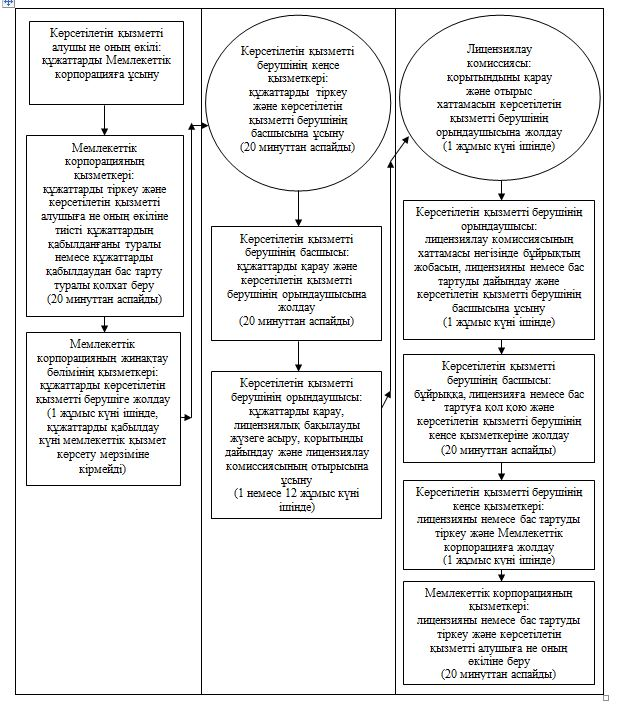 Көрсетілетін қызметті
алушы не оның өкілі:
құжаттарды Мемлекеттік
корпорацияға ұсыну
Мемлекеттік
корпорацияның
қызметкері:
құжаттарды тіркеу және
көрсетілетін қызметті
алушыға не оның өкіліне
тиісті құжаттардың
қабылданғаны туралы
немесе құжаттарды
қабылдаудан бас тарту
туралы қолхат беру
(20 минуттан аспайды)
Мемлекеттік
корпорацияның жинақтау
бөлімінің қызметкері:
құжаттарды көрсетілетін
қызметті берушіге жолдау
(1 жұмыс күні ішінде,
құжаттарды қабылдау
күні мемлекеттік қызмет
көрсету мерзіміне
кірмейді)
Көрсетілетін қызметті
берушінің кеңсе
қызметкері:
құжаттарды тіркеу
және көрсетілетін
қызметті берушінің
басшысына ұсыну
(20 минуттан аспайды)
Көрсетілетін қызметті
берушінің басшысы:
құжаттарды қарау және
көрсетілетін қызметті
берушінің орындаушысына
жолдау
(20 минуттан аспайды)
Көрсетілетін қызметті
берушінің орындаушысы:
құжаттарды қарау,
лицензиялық бақылауды
жүзеге асыру, қорытынды
дайындау және лицензиялау
комиссиясының отырысына
ұсыну
(1 немесе 12 жұмыс күні
ішінде)
Лицензиялау
комиссиясы:
қорытындыны қарау
және отырыс
хаттамасын көрсетілетін
қызметті берушінің
орындаушысына
жолдау
(1 жұмыс күні ішінде)
Көрсетілетін қызметті берушінің
орындаушысы:
лицензиялау комиссиясының
хаттамасы негізінде бұйрықтың
жобасын, лицензияны немесе бас
тартуды дайындау және
көрсетілетін қызметті берушінің
басшысына ұсыну
(1 жұмыс күні ішінде)
Көрсетілетін қызметті
берушінің басшысы:
бұйрыққа, лицензияға немесе бас
тартуға қол қою және
көрсетілетін қызметті берушінің
кеңсе қызметкеріне жолдау
(20 минуттан аспайды)
Көрсетілетін қызметті берушінің
кеңсе қызметкері:
лицензияны немесе бас тартуды
тіркеу және Мемлекеттік
корпорацияға жолдау
(1 жұмыс күні ішінде)
Мемлекеттік корпорацияның
қызметкері:
лицензияны немесе бас тартуды
тіркеу және көрсетілетін
қызметті алушыға не оның
өкіліне беру
(20 минуттан аспайды)